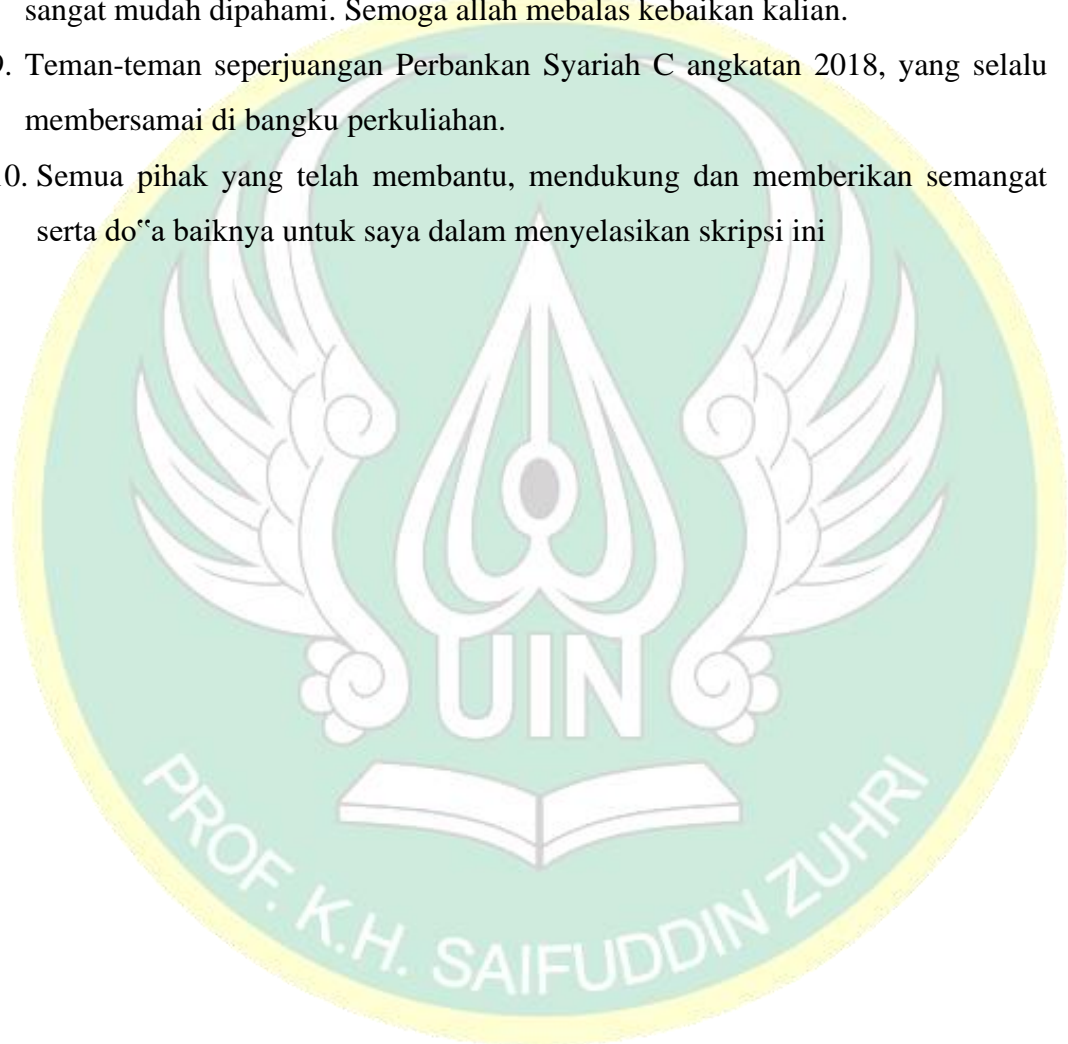 sangat mudah dipahami. Semoga allah mebalas kebaikan kalian.
9. Teman-teman seperjuangan Perbankan Syariah C angkatan 2018, yang selalu
membersamai di bangku perkuliahan.
0. Semua pihak yang telah membantu, mendukung dan memberikan semangat
serta do‟a baiknya untuk saya dalam menyelasikan skripsi ini
UIN
PROF. K.H. SAIFUDDIN ZUHRI